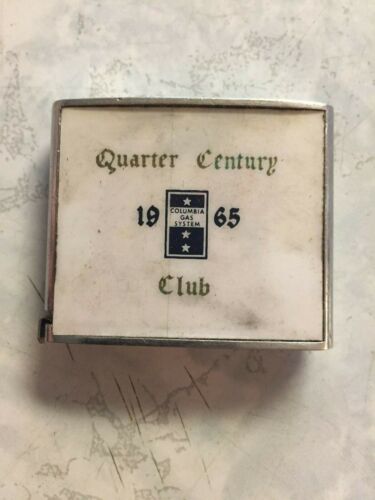 Quarter Century
19 65
COLUMBIA
GAS
SYSTEM
Club